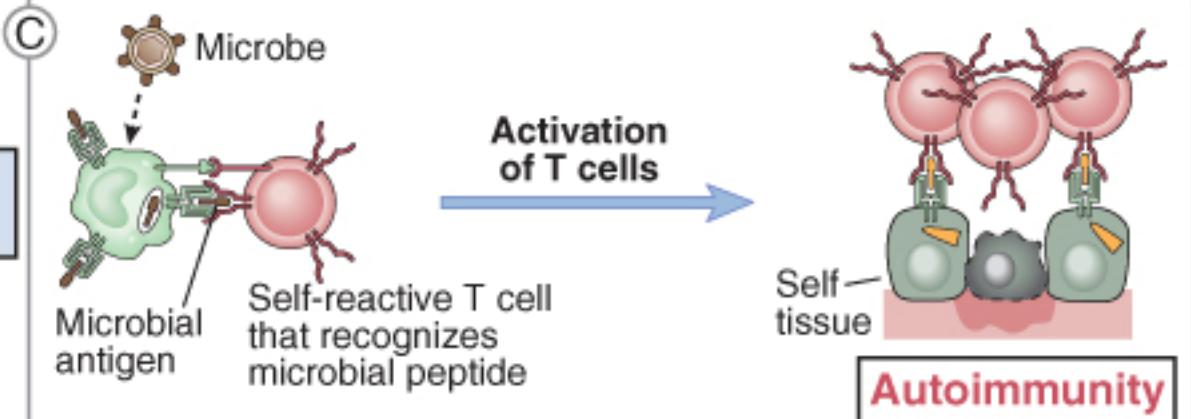 C
Microbe
Activation
of T cells
Microbial
antigen
Self-reactive T cell
that recognizes
microbial peptide
Self
tissue
Autoimmunity